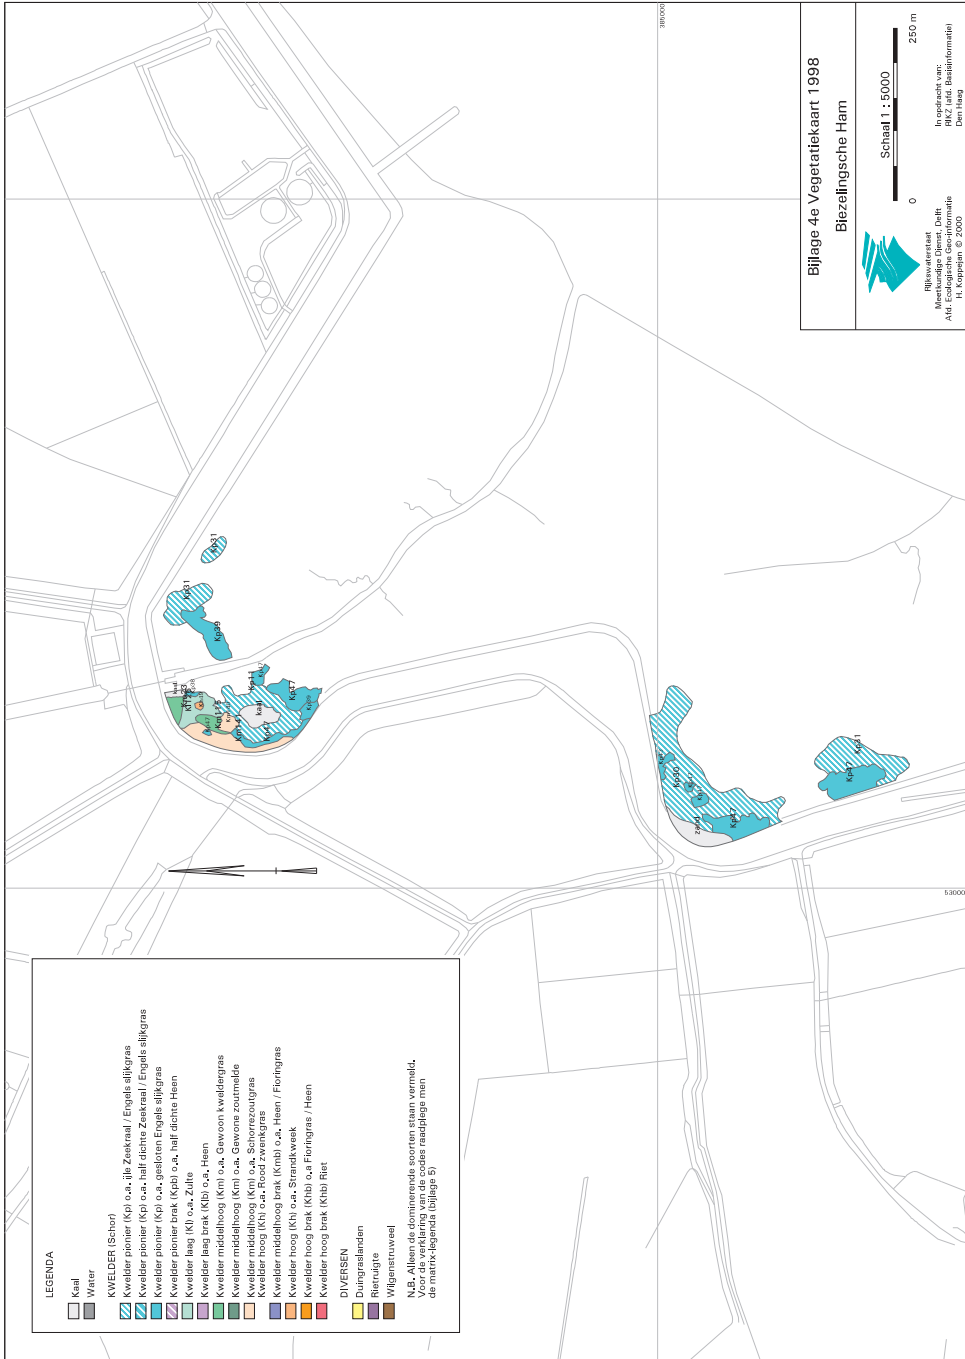 Bijlage 4e Vegetatiekaart 1998
Biezelingsche Ham
Schaal 1 : 5000
0
250 m
Rijkswaterstaat
Meetkundige Dienst, Delft
Afd. Ecologische Geo-informatie
H. Koppejan © 2000
In opdracht van:
RIKZ (afd. Basisinformatie)
Den Haag
385000
53000
Kp31
Kp31
Kp39
kaal
Kp47
Kp11
Kp47
Kp47
kaal
Kp47
Km141
Kp30
Kp47
zand
Kp31
Kp47
LEGENDA
Kaal
Water
KWELDER (Schor)
Kwelder pionier (Kp) o.a. ijle Zeekraal / Engels slijkgras
Kwelder pionier (Kp) o.a. half dichte Zeekraal / Engels slijkgras
Kwelder pionier (Kp) o.a. gesloten Engels slijkgras
Kwelder pionier brak (Kpb) o.a. half dichte Heen
Kwelder laag (Kl) o.a. Zulte
Kwelder laag brak (Klb) o.a. Heen
Kwelder middelhoog (Km) o.a. Gewoon kweldergras
Kwelder middelhoog (Km) o.a. Gewone zoutmelde
Kwelder middelhoog (Km) o.a. Schorrezoutgras
Kwelder hoog (Kh) o.a. Rood zwenkgras
Kwelder middelhoog brak (Kmb) o.a. Heen / Fioringras
Kwelder hoog (Kh) o.a. Strandkweek
Kwelder hoog brak (Khb) o.a Fioringras / Heen
Kwelder hoog brak (Khb) Riet
DIVERSEN
Duingraslanden
Rietruigte
Wilgenstruweel
N.B. Alleen de dominerende soorten staan vermeld.
Voor de verklaring van de codes raadplege men
de matrix-legenda (bijlage 5)